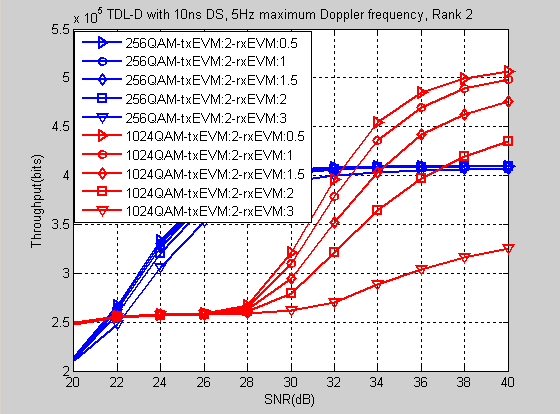 x 10^5 TDL-D with 10ns DS, 5Hz maximum Doppler frequency, Rank 2
5.5
5
4.5
4
3.5
3
2.5
2
Throughput(bits)
256QAM-txEVM:2-rxEVM:0.5
256QAM-txEVM:2-rxEVM:1
256QAM-txEVM:2-rxEVM:1.5
256QAM-txEVM:2-rxEVM:2
256QAM-txEVM:2-rxEVM:3
1024QAM-txEVM:2-rxEVM:0.5
1024QAM-txEVM:2-rxEVM:1
1024QAM-txEVM:2-rxEVM:1.5
1024QAM-txEVM:2-rxEVM:2
1024QAM-txEVM:2-rxEVM:3
20 22 24 26 28 30 32 34 36 38 40
SNR(dB)